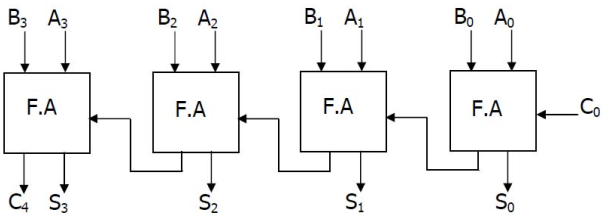 B₃ A₃ B₂ A₂ B₁ A₁ B₀ A₀
F.A F.A F.A F.A C₀
C₄ S₃ S₂ S₁ S₀